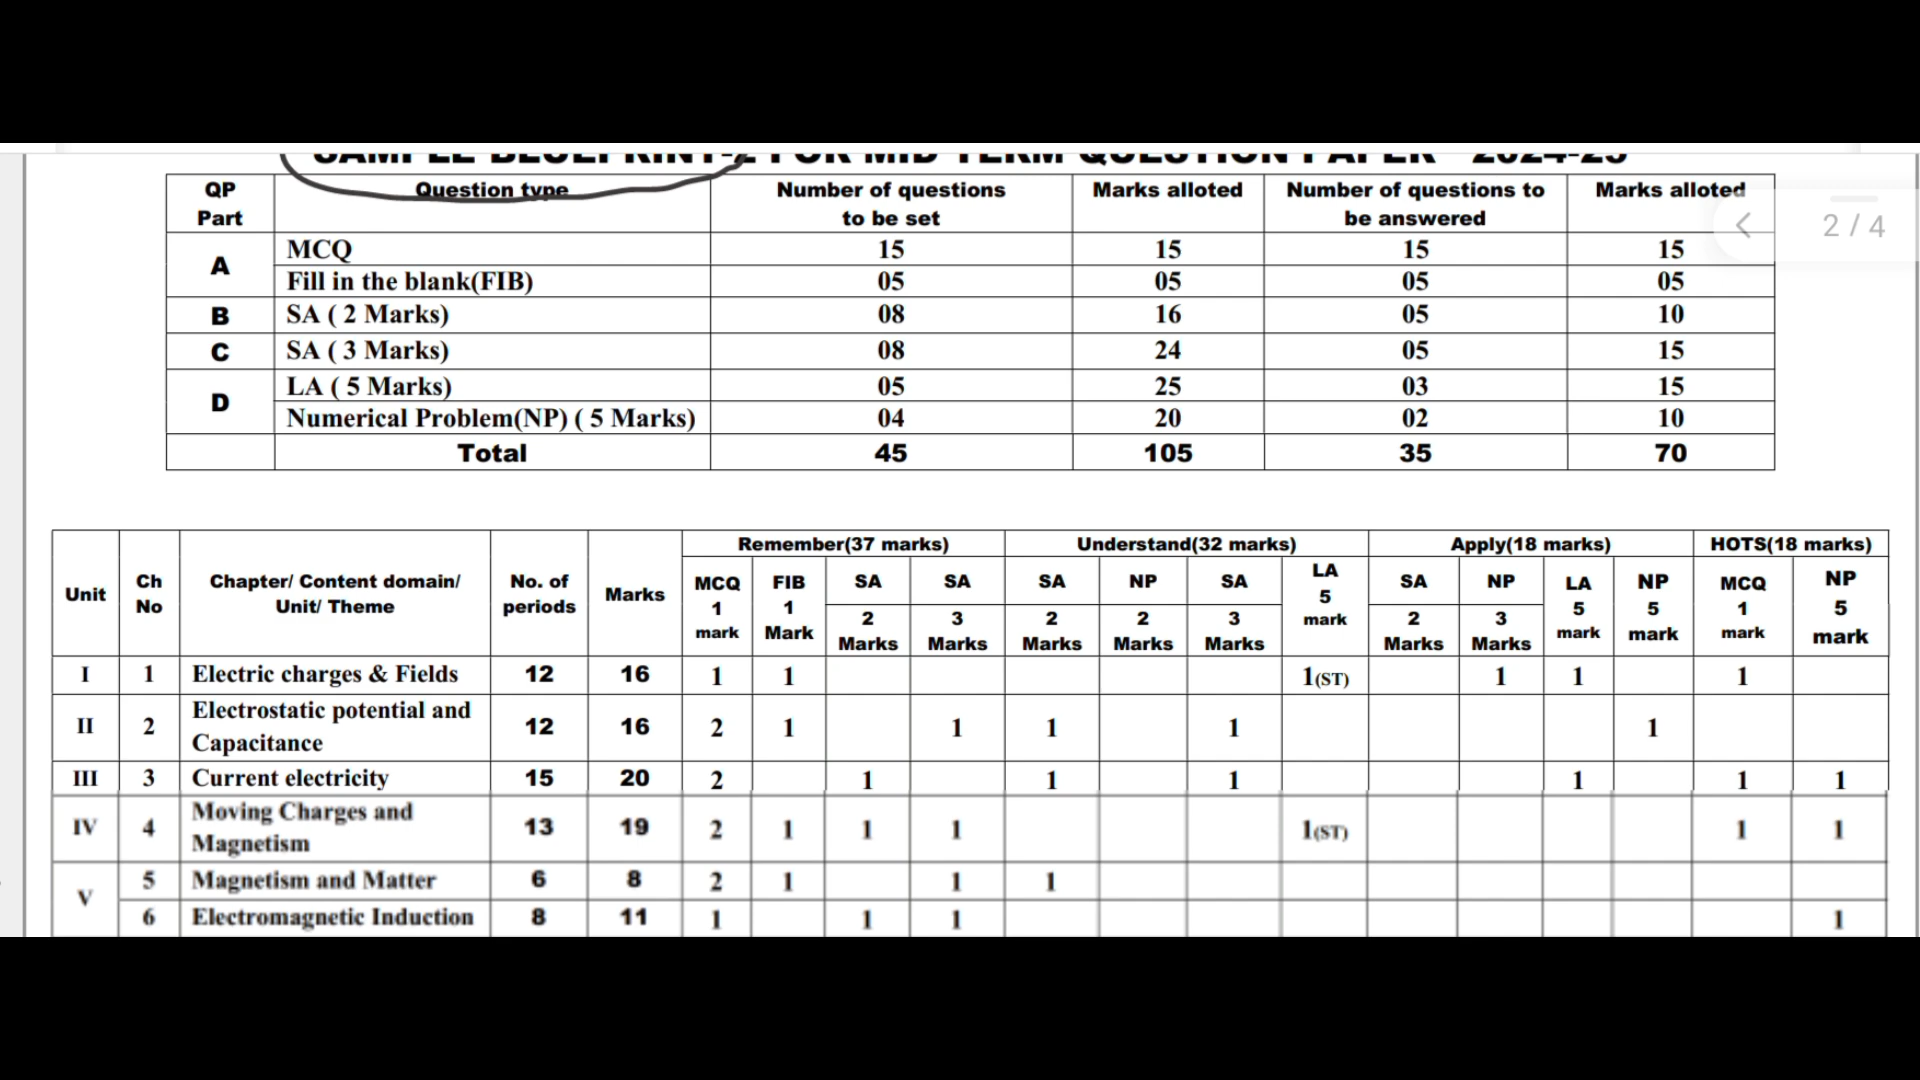 SAMPLE BLUEPRINT-2 FOR MID TERM QUESTION PAPER - 2024-25
QP Part | Question type | Number of questions to be set | Marks alloted | Number of questions to be answered | Marks alloted
A | MCQ | 15 | 15 | 15 | 15
Fill in the blank(FIB) | 05 | 05 | 05 | 05
B | SA ( 2 Marks) | 08 | 16 | 05 | 10
C | SA ( 3 Marks) | 08 | 24 | 05 | 15
D | LA ( 5 Marks) | 05 | 25 | 03 | 15
Numerical Problem(NP) ( 5 Marks) | 04 | 20 | 02 | 10
Total | 45 | 105 | 35 | 70
2 / 4
Unit | Ch No | Chapter/ Content domain/ Unit/ Theme | No. of periods | Marks | Remember(37 marks) | Understand(32 marks) | Apply(18 marks) | HOTS(18 marks)
MCQ 1 mark | FIB 1 Mark | SA 2 Marks | SA 3 Marks | SA 2 Marks | NP 2 Marks | SA 3 Marks | LA 5 mark | SA 2 Marks | NP 3 Marks | LA 5 mark | NP 5 mark | MCQ 1 mark | NP 5 mark
I | 1 | Electric charges & Fields | 12 | 16 | 1 | 1 | | | | | | 1(ST) | | 1 | 1 | | 1 |
II | 2 | Electrostatic potential and Capacitance | 12 | 16 | 2 | 1 | | 1 | 1 | | 1 | | | | | 1 | |
III | 3 | Current electricity | 15 | 20 | 2 | | 1 | | 1 | | 1 | | | | 1 | | 1 | 1
IV | 4 | Moving Charges and Magnetism | 13 | 19 | 2 | 1 | 1 | 1 | | | | 1(ST) | | | | | 1 | 1
V | 5 | Magnetism and Matter | 6 | 8 | 2 | 1 | | 1 | 1 | | | | | | | | |
6 | Electromagnetic Induction | 8 | 11 | 1 | | 1 | 1 | | | | | | | | | | 1